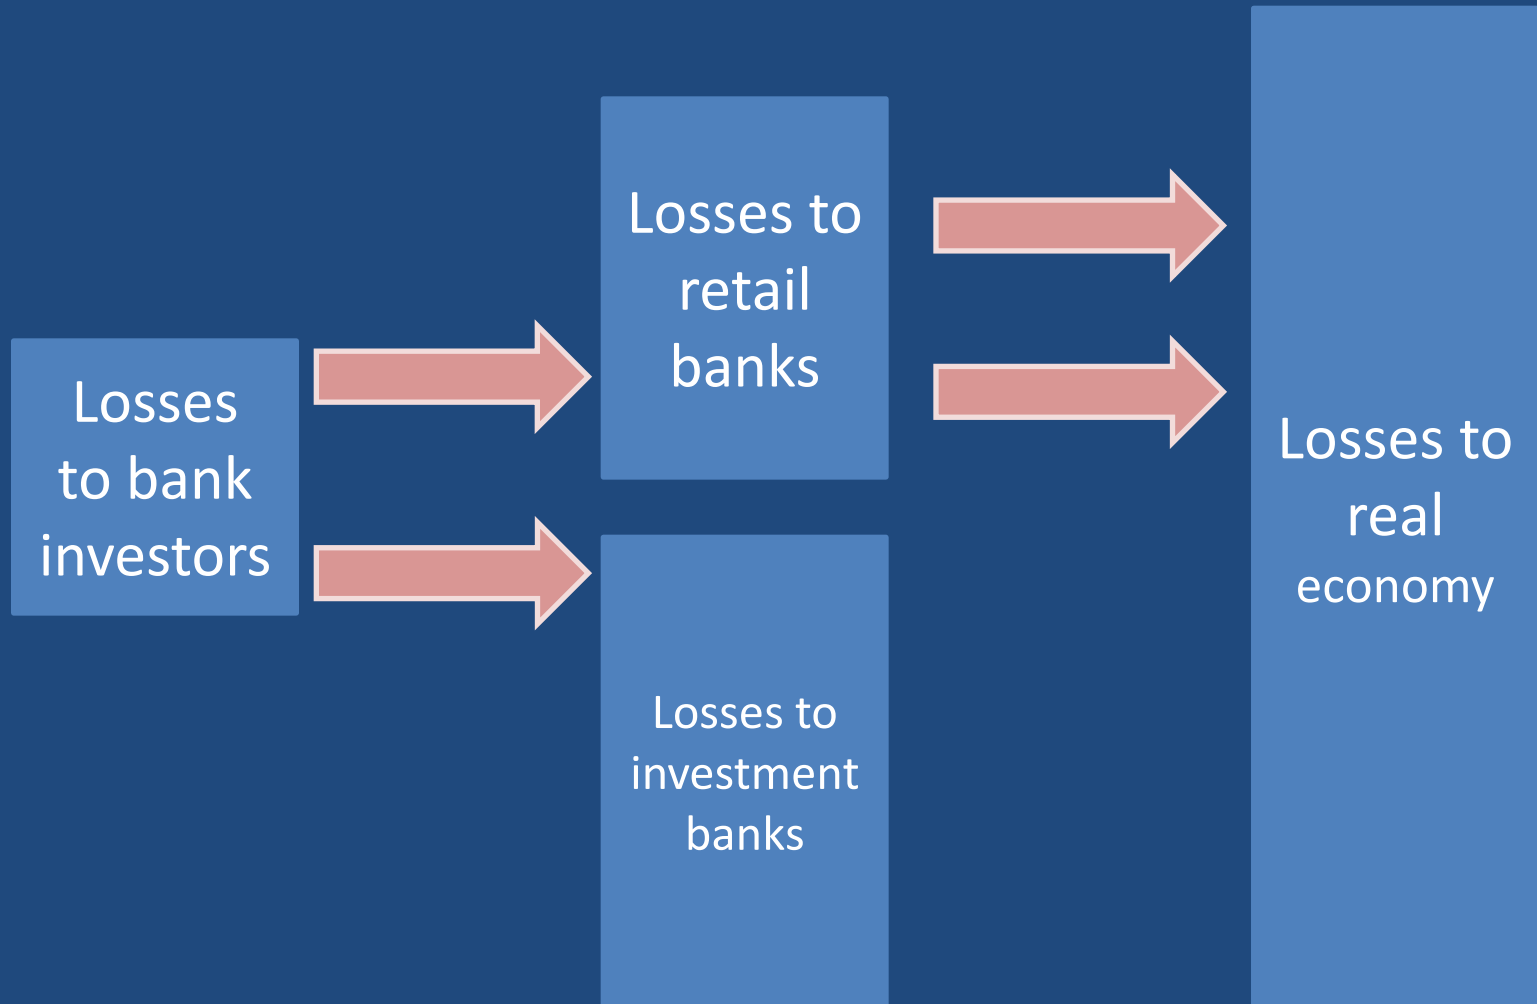 Losses
to bank
investors
Losses to
retail
banks
Losses to
investment
banks
Losses to
real
economy